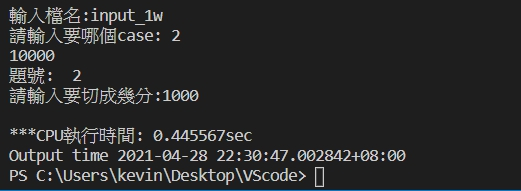 輸入檔名:input_1w
請輸入要哪個case: 2
10000
題號:  2
請輸入要切成幾分:1000
***CPU執行時間: 0.445567sec
Output time 2021-04-28 22:30:47.002842+08:00
PS C:\Users\kevin\Desktop\VScode>